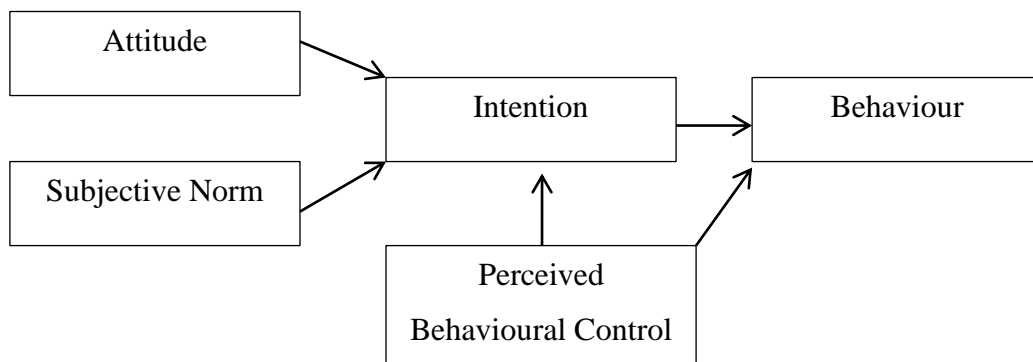 Attitude
Intention
Behaviour
Subjective Norm
Perceived
Behavioural Control